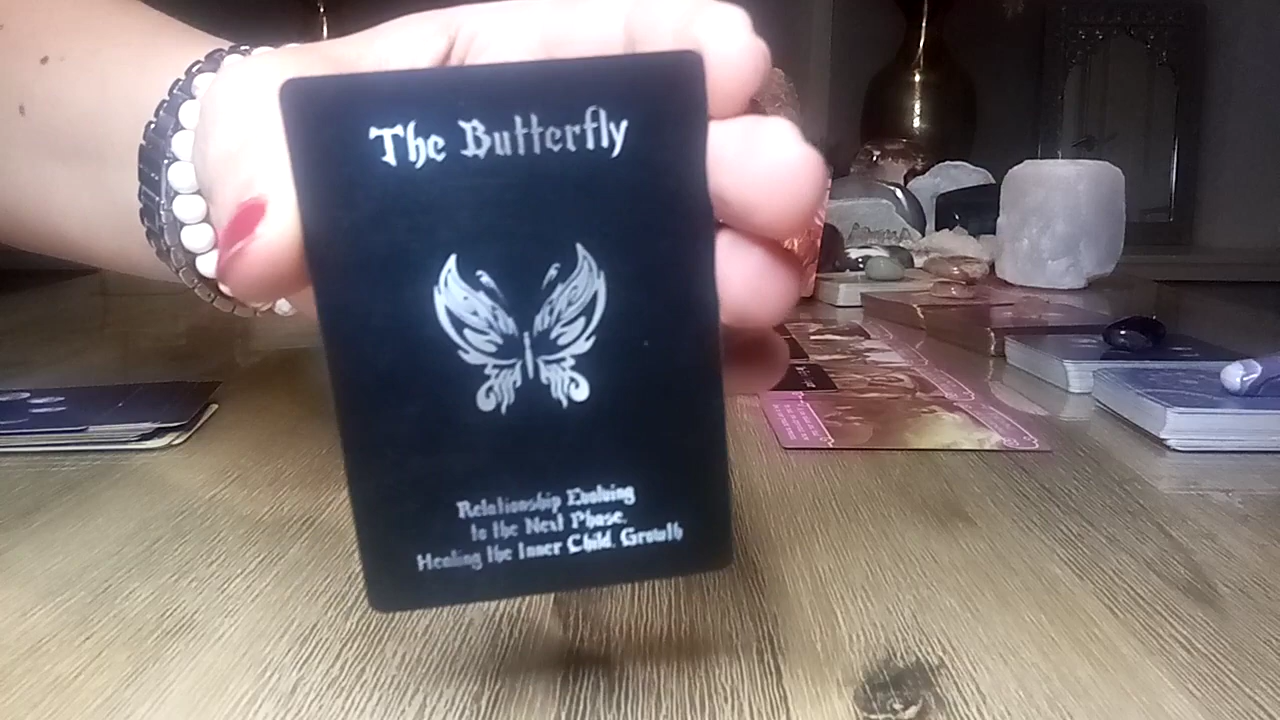 The Butterfly
Relationship Evolving
to the Next Phase,
Healing the Inner Child, Growth